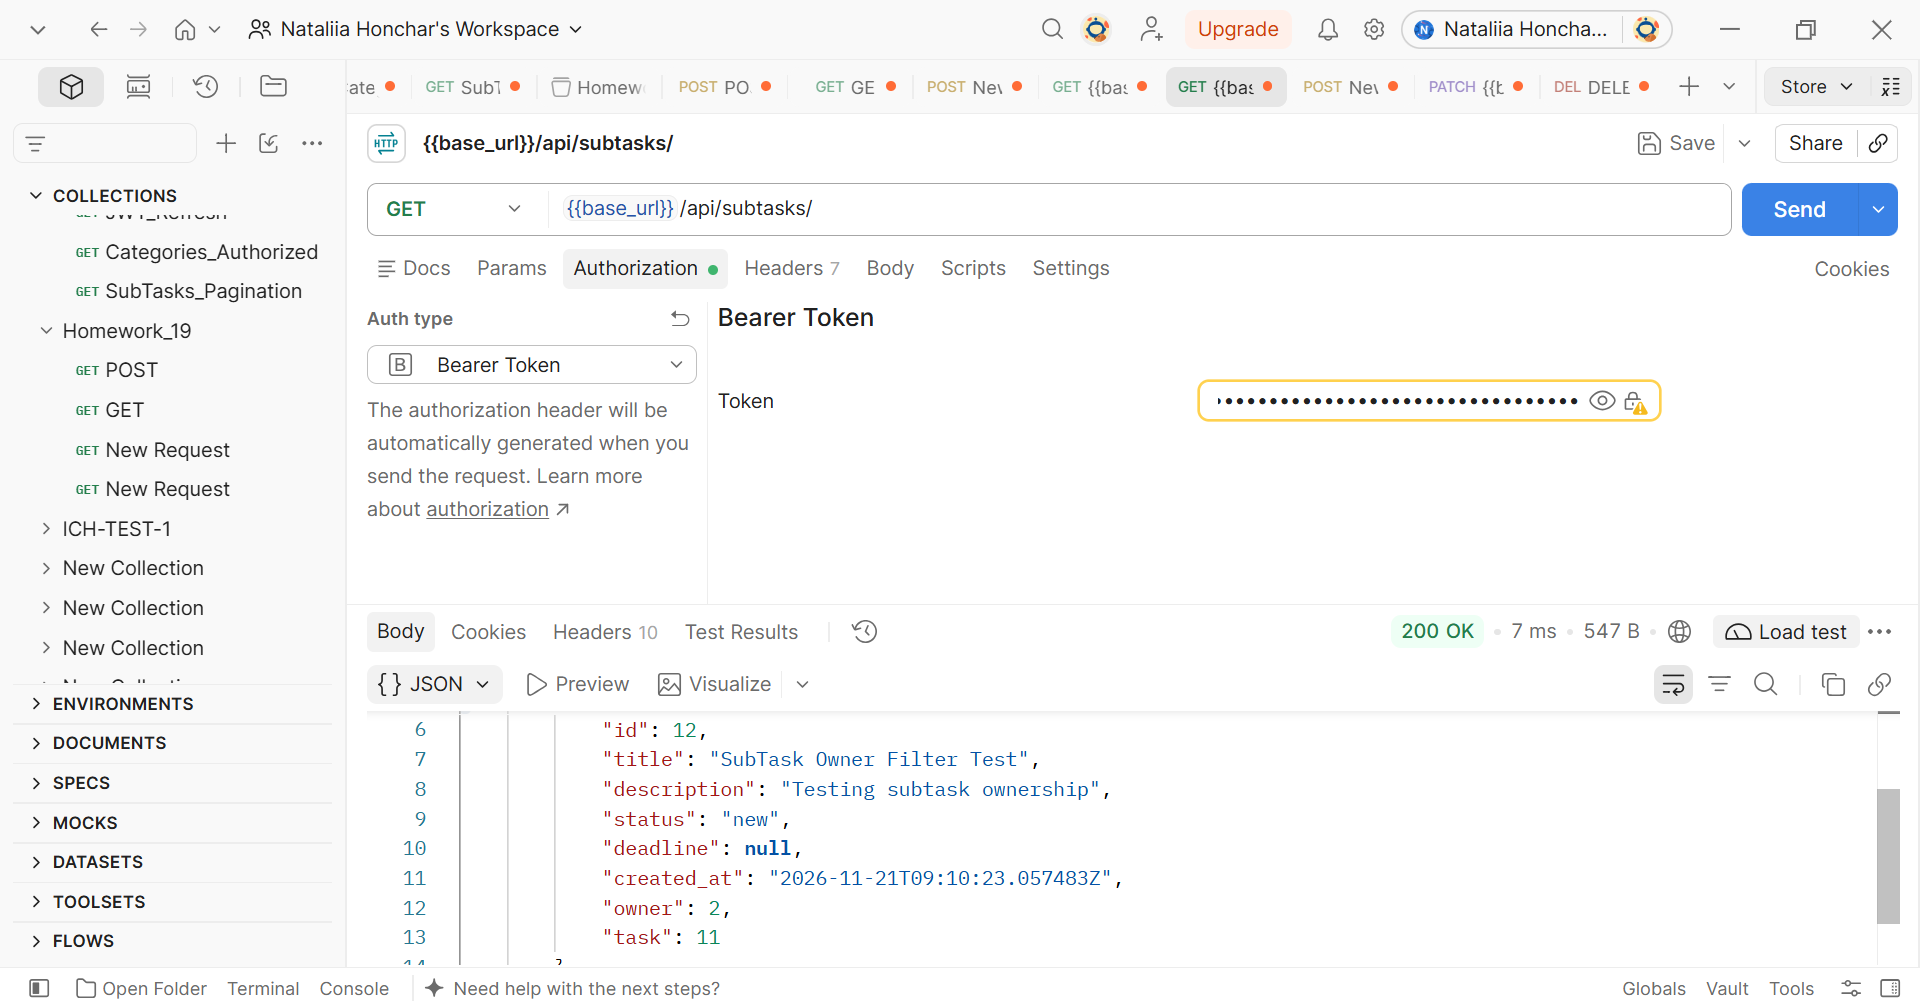 Nataliia Honchar's Workspace
Upgrade
N Nataliia Honcha...
ate
GET SubT
Homew
POST PO
GET GE
POST Nev
GET {{bas
GET {{bas
POST Nev
PATCH {{b
DEL DELE
Store
HTTP {{base_url}}/api/subtasks/
Save
Share
COLLECTIONS
GET Categories_Authorized
GET SubTasks_Pagination
Homework_19
GET POST
GET GET
GET New Request
GET New Request
ICH-TEST-1
New Collection
New Collection
New Collection
ENVIRONMENTS
DOCUMENTS
SPECS
MOCKS
DATASETS
TOOLSETS
FLOWS
GET {{base_url}} /api/subtasks/
Send
Docs Params Authorization Headers 7 Body Scripts Settings
Cookies
Auth type
B Bearer Token
The authorization header will be
automatically generated when you
send the request. Learn more
about authorization
Bearer Token
Token
Body Cookies Headers 10 Test Results
200 OK • 7 ms • 547 B
Load test
{} JSON
Preview
Visualize
6 "id": 12,
7 "title": "SubTask Owner Filter Test",
8 "description": "Testing subtask ownership",
9 "status": "new",
10 "deadline": null,
11 "created_at": "2026-11-21T09:10:23.057483Z",
12 "owner": 2,
13 "task": 11
Open Folder Terminal Console
Need help with the next steps?
Globals Vault Tools